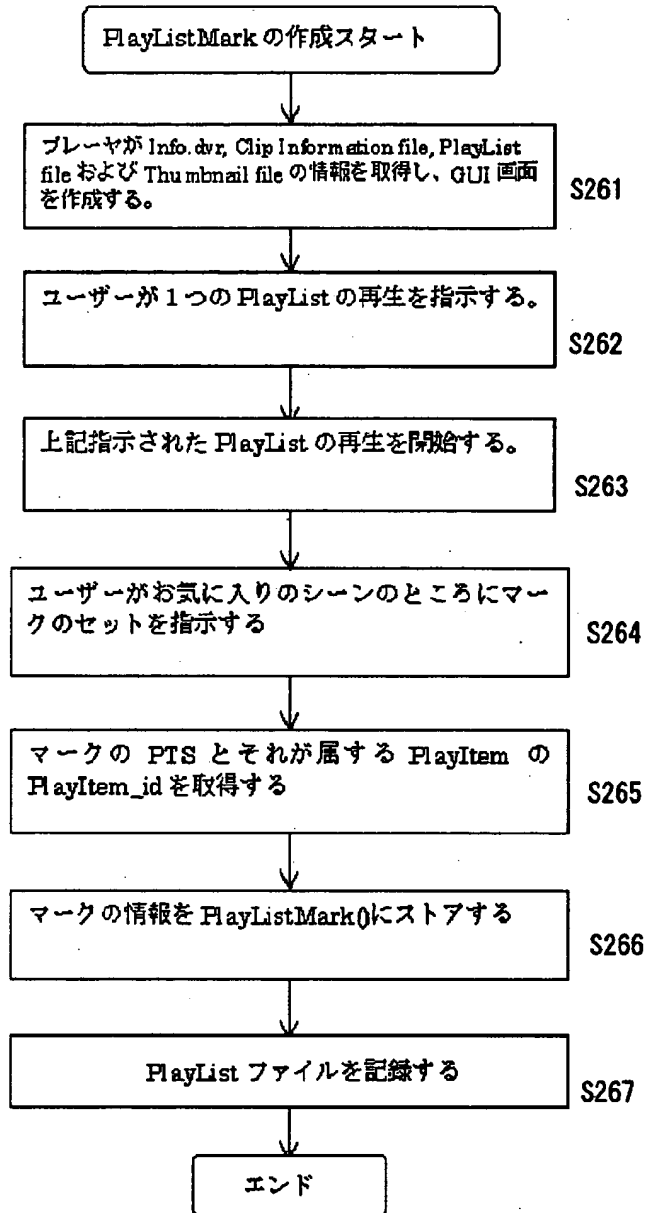 PlayListMark の作成スタート
プレーヤが Info.dvr, Clip Information file, PlayList
file および Thumbnail file の情報を取得し、GUI 画面
を作成する。
S261
ユーザーが１つの PlayList の再生を指示する。
S262
上記指示された PlayList の再生を開始する。
S263
ユーザーがお気に入りのシーンのところにマー
クのセットを指示する
S264
マークの PTS とそれが属する PlayItem の
PlayItem_id を取得する
S265
マークの情報を PlayListMark()にストアする
S266
PlayList ファイルを記録する
S267
エンド